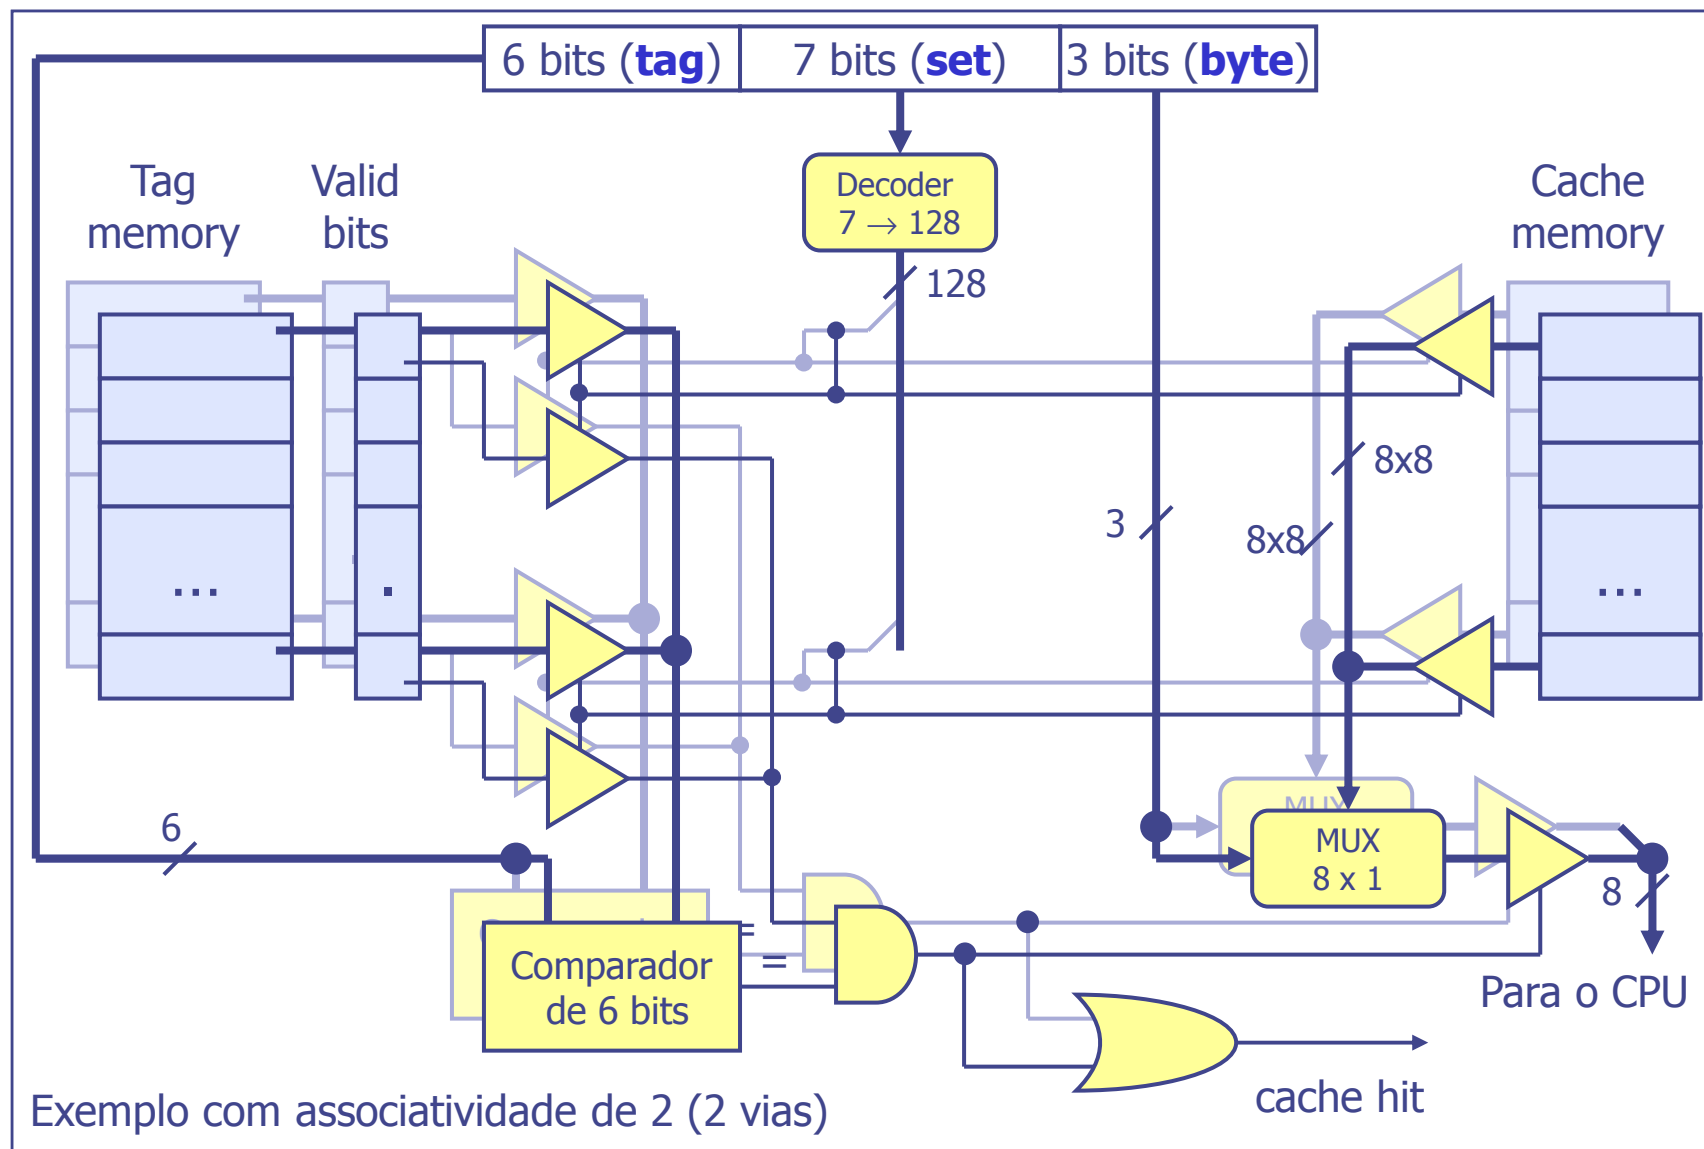 6 bits (tag)
7 bits (set)
3 bits (byte)
Tag
memory
Valid
bits
Decoder
7 → 128
Cache
memory
128
8x8
3
8x8
...
.
...
6
MUX
MUX
8 x 1
8
=
=
Comparador
de 6 bits
Para o CPU
cache hit
Exemplo com associatividade de 2 (2 vias)